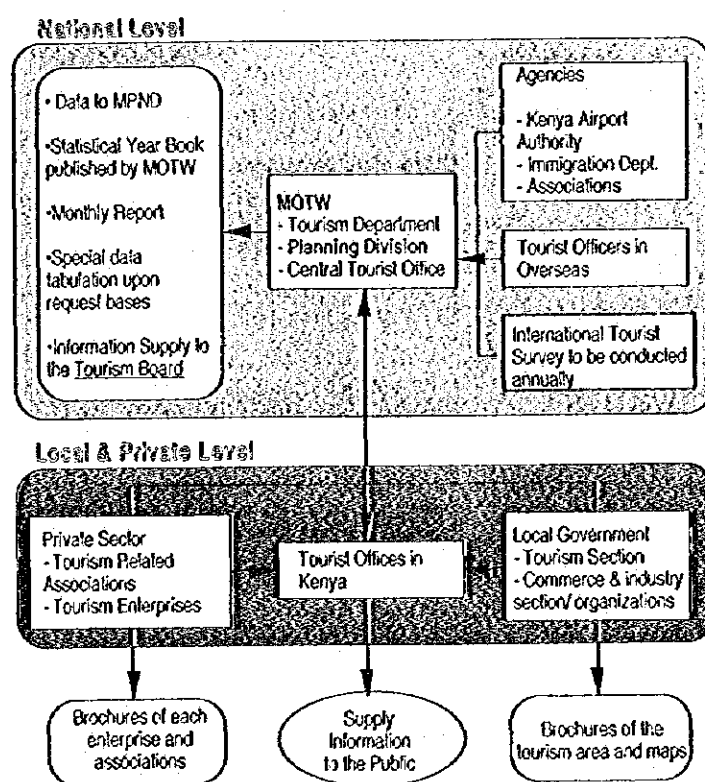 National Level
• Data to MPND
•Statistical Year Book
published by MOTW
•Monthly Report
•Special data
tabulation upon
request bases
•Information Supply to
the Tourism Board
MOTW
- Tourism Department
- Planning Division
- Central Tourist Office
Agencies
- Kenya Airport
Authority
- Immigration Dept.
- Associations
Tourist Officers in
Overseas
International Tourist
Survey to be conducted
annually
Local & Private Level
Private Sector
- Tourism Related
Associations
- Tourism Enterprises
Tourist Offices in
Kenya
Local Government
- Tourism Section
- Commerce & industry
section/ organizations
Brochures of each
enterprise and
associations
Supply
Information
to the Public
Brochures of the
tourism area and maps